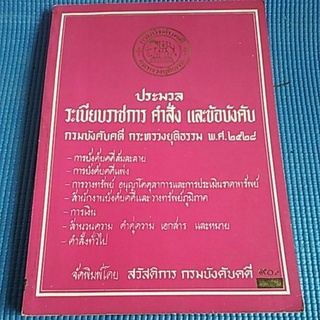 ประมวล
ระเบียบราชการ คำสั่ง และข้อบังคับ
กรมบังคับคดี กระทรวงยุติธรรม พ.ศ.๒๕๒๘
- การบังคับคดีล้มละลาย
- การบังคับคดีแพ่ง
- การวางทรัพย์ อนุญาโตตุลาการและการประเมินราคาทรัพย์
- สำนักงานบังคับคดีและวางทรัพย์ภูมิภาค
- การเงิน
- สำนวนความ คำคู่ความ เอกสาร และหมาย
- คำสั่งทั่วไป
จัดพิมพ์โดย สวัสดิการ กรมบังคับคดี